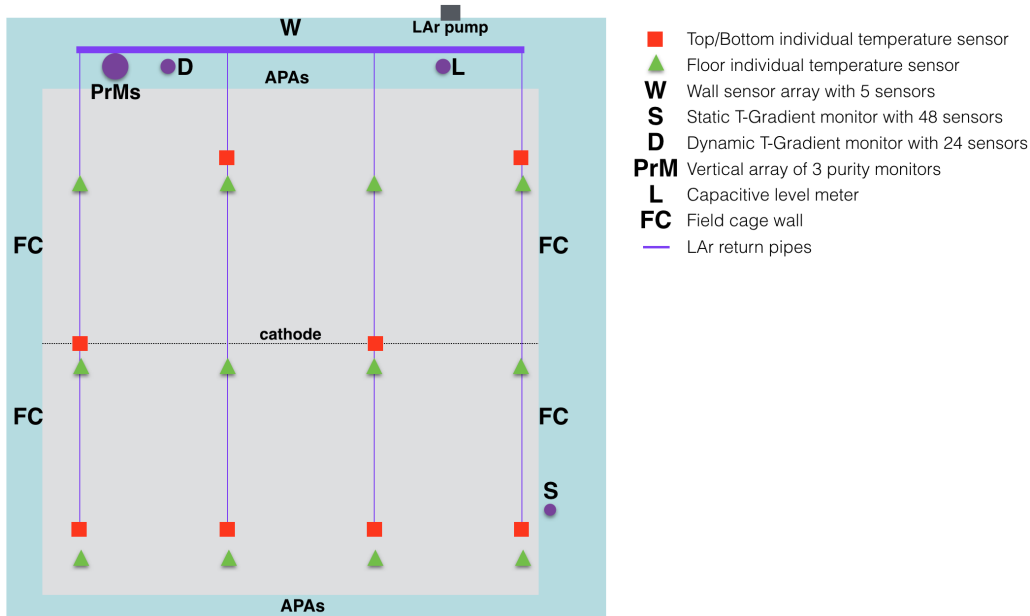 W
LAr pump
D
L
PrMs
APAs
FC
FC
cathode
FC
FC
S
APAs
Top/Bottom individual temperature sensor
Floor individual temperature sensor
W Wall sensor array with 5 sensors
S Static T-Gradient monitor with 48 sensors
D Dynamic T-Gradient monitor with 24 sensors
PrM Vertical array of 3 purity monitors
L Capacitive level meter
FC Field cage wall
LAr return pipes